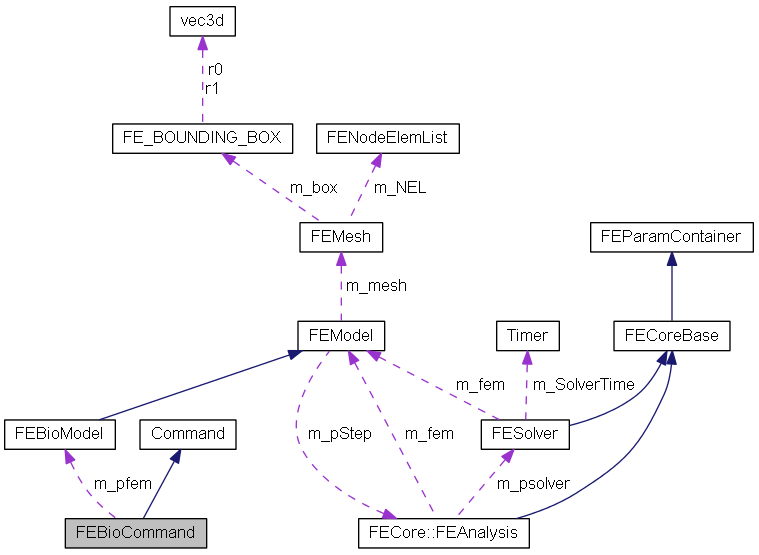 vec3d
r0
r1
FE_BOUNDING_BOX
FENodeElemList
m_box
m_NEL
FEMesh
FEParamContainer
m_mesh
FEModel
Timer
FECoreBase
m_fem
m_SolverTime
FEBioModel
Command
m_pStep
m_fem
FESolver
m_pfem
m_psolver
FEBioCommand
FECore::FEAnalysis